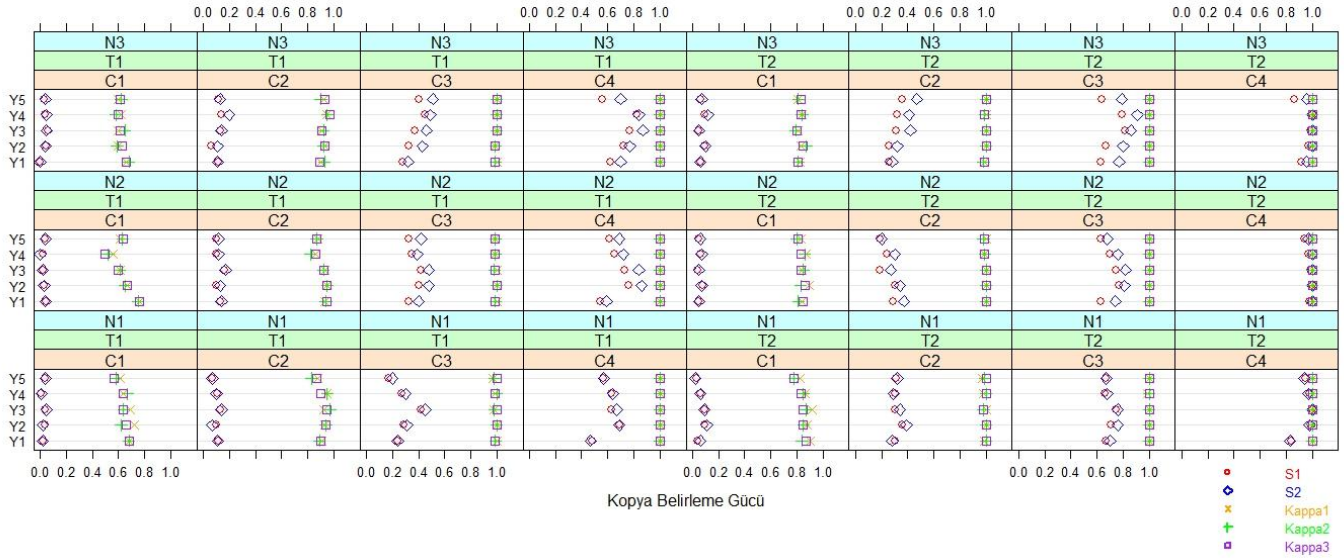 0.0 0.2 0.4 0.6 0.8 1.0 0.0 0.2 0.4 0.6 0.8 1.0 0.0 0.2 0.4 0.6 0.8 1.0 0.0 0.2 0.4 0.6 0.8 1.0
N3 N3 N3 N3 N3 N3 N3 N3
T1 T1 T1 T1 T2 T2 T2 T2
C1 C2 C3 C4 C1 C2 C3 C4
Y5
Y4
Y3
Y2
Y1
N2 N2 N2 N2 N2 N2 N2 N2
T1 T1 T1 T1 T2 T2 T2 T2
C1 C2 C3 C4 C1 C2 C3 C4
Y5
Y4
Y3
Y2
Y1
N1 N1 N1 N1 N1 N1 N1 N1
T1 T1 T1 T1 T2 T2 T2 T2
C1 C2 C3 C4 C1 C2 C3 C4
Y5
Y4
Y3
Y2
Y1
0.0 0.2 0.4 0.6 0.8 1.0 0.0 0.2 0.4 0.6 0.8 1.0 0.0 0.2 0.4 0.6 0.8 1.0 0.0 0.2 0.4 0.6 0.8 1.0
Kopya Belirleme Gücü
S1
S2
Kappa1
Kappa2
Kappa3